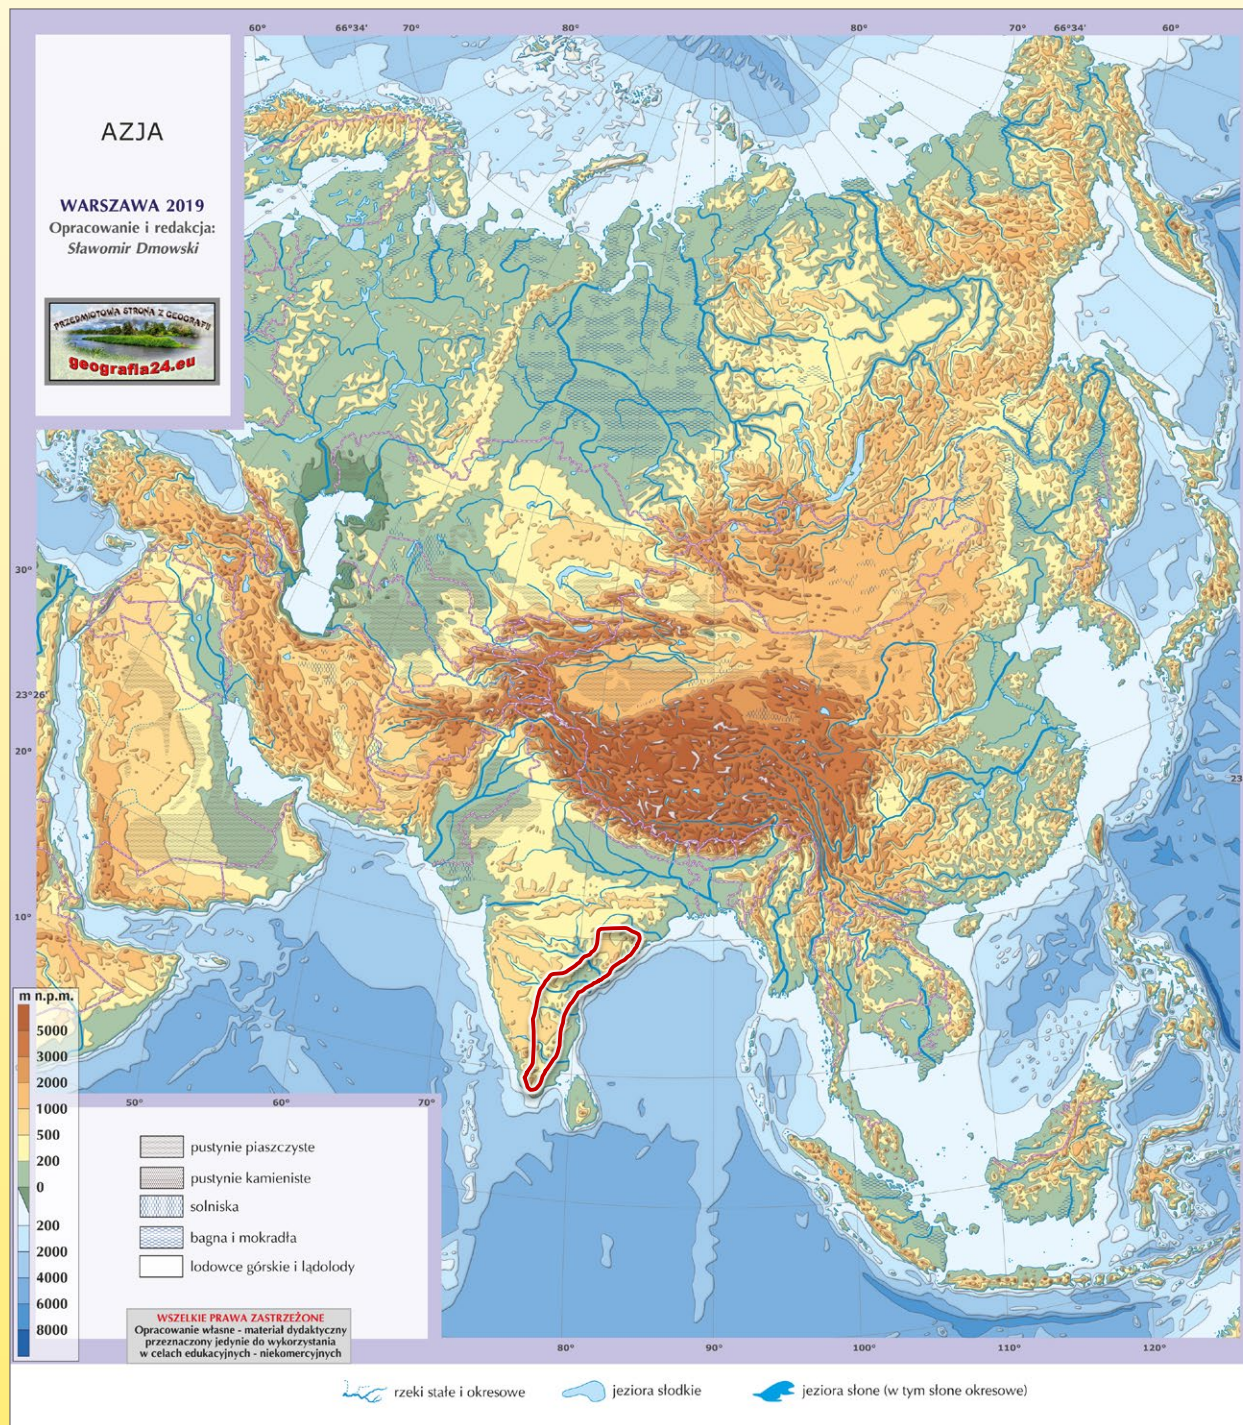 60°
66°34'
70°
80°
80°
70°
66°34'
60°
AZJA
WARSZAWA 2019
Opracowanie i redakcja:
Sławomir Dmowski
PRZEDMIOTOWA STRONA Z GEOGRAFII
geografia24.eu
30°
23°26'
20°
10°
23
m n.p.m.
5000
3000
2000
1000
500
200
0
200
2000
4000
6000
8000
50°
60°
70°
pustynie piaszczyste
pustynie kamieniste
solniska
bagna i mokradła
lodowce górskie i lądolody
WSZELKIE PRAWA ZASTRZEŻONE
Opracowanie własne - materiał dydaktyczny
przeznaczony jedynie do wykorzystania
w celach edukacyjnych - niekomercyjnych
80°
90°
100°
110°
120°
rzeki stałe i okresowe
jeziora słodkie
jeziora słone (w tym słone okresowe)